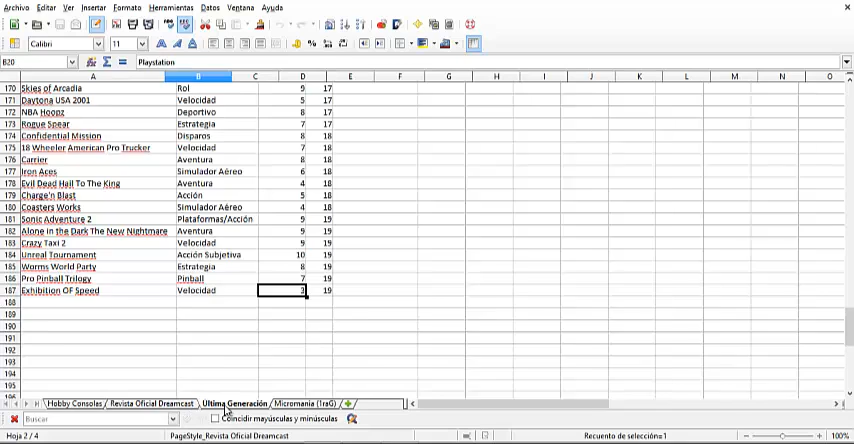 Archivo Editar Ver Insertar Formato Herramientas Datos Ventana Ayuda
Calibri 11
B20 Playstation
A B C D E F G H I J K L M N O
170 Skies of Arcadia Rol 9 17
171 Daytona USA 2001 Velocidad 5 17
172 NBA Hoopz Deportivo 8 17
173 Rogue Spear Estrategia 7 17
174 Confidential Mission Disparos 8 18
175 18 Wheeler American Pro Trucker Velocidad 7 18
176 Carrier Aventura 8 18
177 Iron Aces Simulador Aéreo 6 18
178 Evil Dead Hail To The King Aventura 4 18
179 Charge'n Blast Acción 5 18
180 Coasters Works Simulador Aéreo 4 18
181 Sonic Adventure 2 Plataformas/Acción 9 19
182 Alone in the Dark The New Nightmare Aventura 9 19
183 Crazy Taxi 2 Velocidad 9 19
184 Unreal Tournament Acción Subjetiva 10 19
185 Worms World Party Estrategia 8 19
186 Pro Pinball Trilogy Pinball 7 19
187 Exhibition OF Speed Velocidad 3 19
188
189
190
191
192
193
194
195
196
Hobby Consolas Revista Oficial Dreamcast Ultima Generación Micromania (1raG)
Buscar Coincidir mayúsculas y minúsculas
Hoja 2 / 4 PageStyle_Revista Oficial Dreamcast Recuento de selección=1 100%